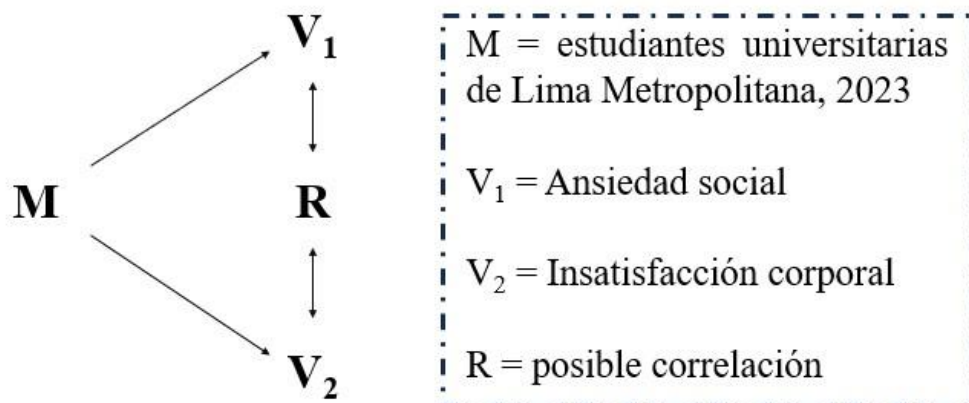 V₁
M
R
V₂
M = estudiantes universitarias
de Lima Metropolitana, 2023
V₁ = Ansiedad social
V₂ = Insatisfacción corporal
R = posible correlación